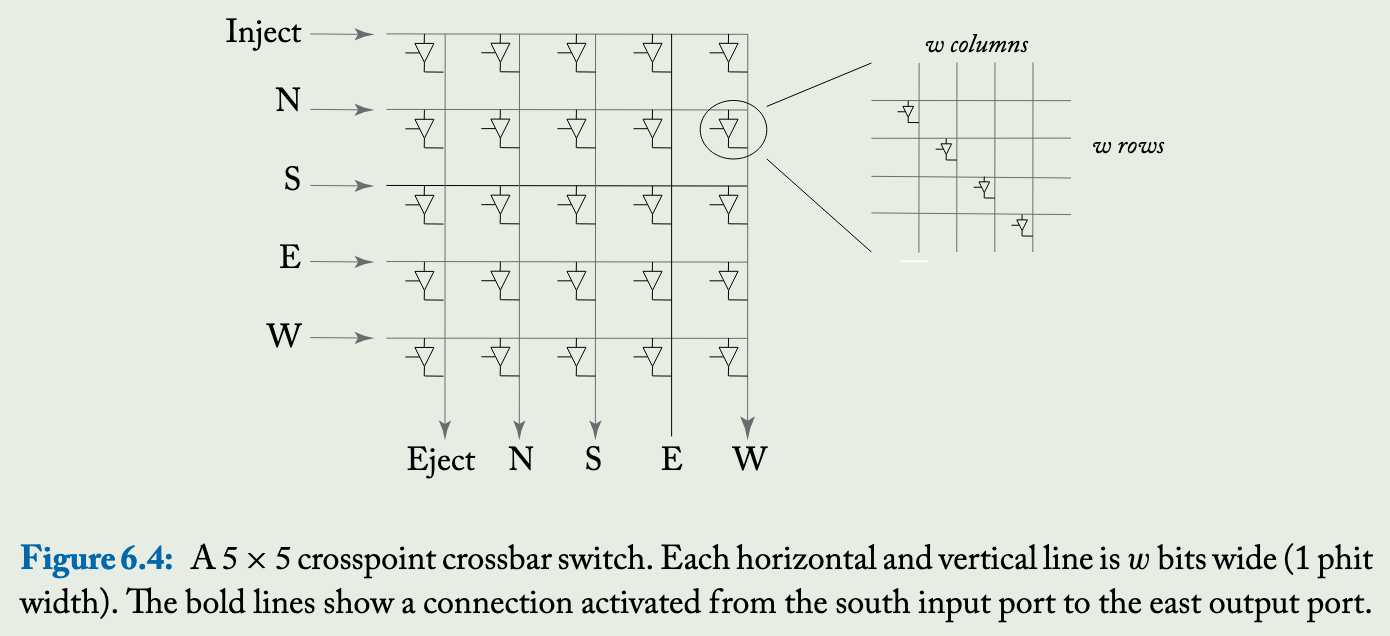 Inject
N
S
E
W
Eject N S E W
w columns
w rows
Figure 6.4: A 5 × 5 crosspoint crossbar switch. Each horizontal and vertical line is w bits wide (1 phit
width). The bold lines show a connection activated from the south input port to the east output port.